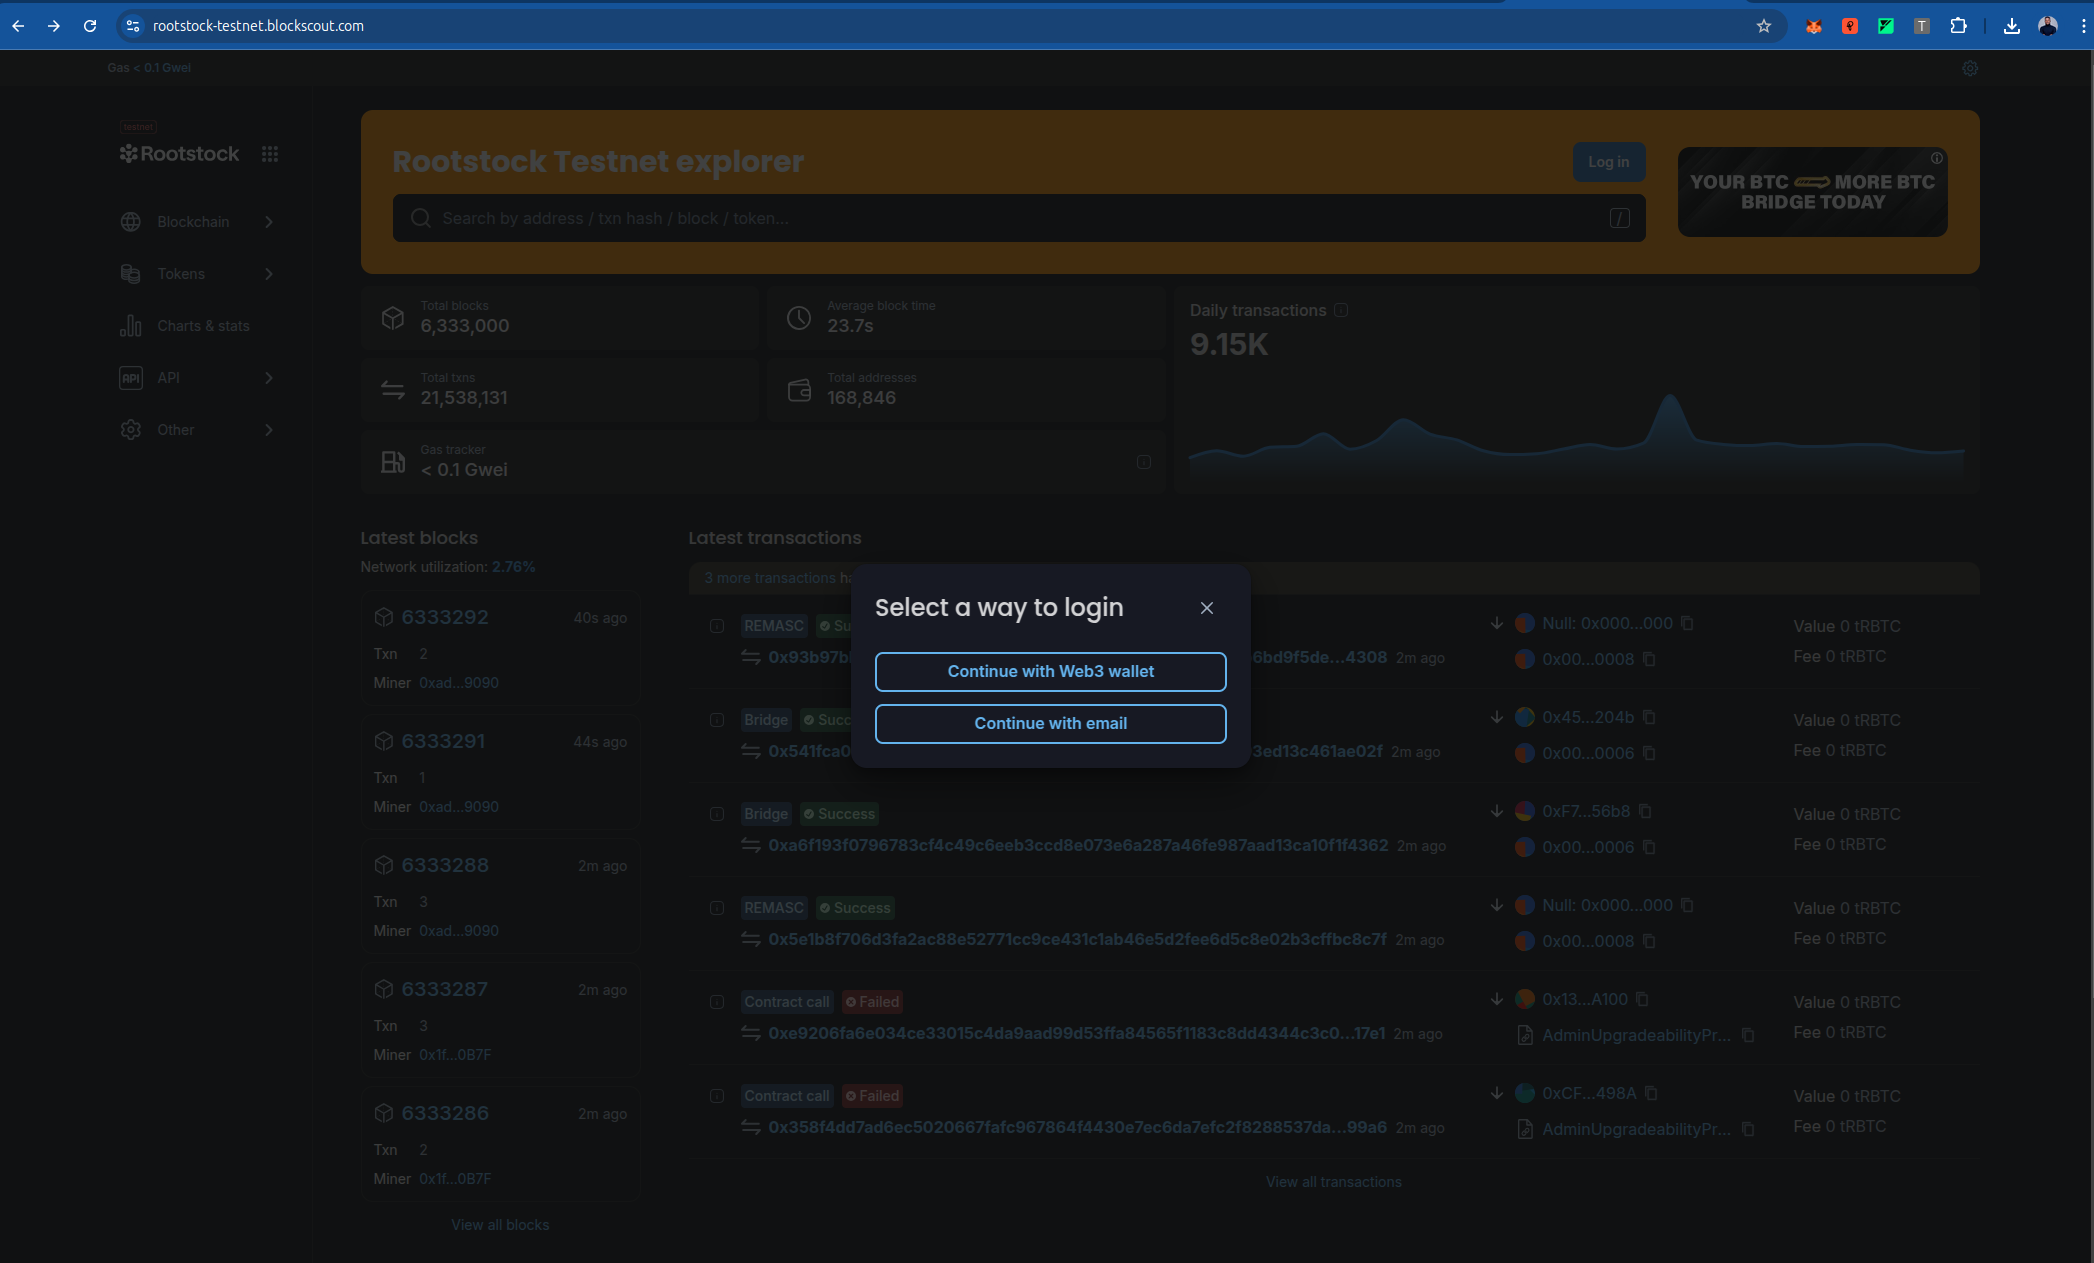 rootstock-testnet.blockscout.com
Gas < 0.1 Gwei
testnet
Rootstock
Blockchain
Tokens
Charts & stats
API API
Other
Rootstock Testnet explorer
Log in
Search by address / txn hash / block / token... /
YOUR BTC MORE BTC
BRIDGE TODAY
Total blocks
6,333,000
Average block time
23.7s
Total txns
21,538,131
Total addresses
168,846
Gas tracker
< 0.1 Gwei
Daily transactions
9.15K
Latest blocks
Network utilization: 2.76%
6333292 40s ago
Txn 2
Miner 0xad...9090
6333291 44s ago
Txn 1
Miner 0xad...9090
6333288 2m ago
Txn 3
Miner 0xad...9090
6333287 2m ago
Txn 3
Miner 0x1f...0B7F
6333286 2m ago
Txn 2
Miner 0x1f...0B7F
View all blocks
Latest transactions
3 more transactions ha
Select a way to login
Continue with Web3 wallet
Continue with email
REMASC Su
0x93b97b 6bd9f5de...4308 2m ago
Null: 0x000...000
0x00...0008
Value 0 tRBTC
Fee 0 tRBTC
Bridge Succ
0x541fca0 3ed13c461ae02f 2m ago
0x45...204b
0x00...0006
Value 0 tRBTC
Fee 0 tRBTC
Bridge Success
0xa6f193f0796783cf4c49c6eeb3ccd8e073e6a287a46fe987aad13ca10f1f4362 2m ago
0xF7...56b8
0x00...0006
Value 0 tRBTC
Fee 0 tRBTC
REMASC Success
0x5e1b8f706d3fa2ac88e52771cc9ce431c1ab46e5d2fee6d5c8e02b3cffbc8c7f 2m ago
Null: 0x000...000
0x00...0008
Value 0 tRBTC
Fee 0 tRBTC
Contract call Failed
0xe9206fa6e034ce33015c4da9aad99d53ffa84565f1183c8dd4344c3c0...17e1 2m ago
0x13...A100
AdminUpgradeabilityPr...
Value 0 tRBTC
Fee 0 tRBTC
Contract call Failed
0x358f4dd7ad6ec5020667fafc967864f4430e7ec6da7efc2f8288537da...99a6 2m ago
0xCF...498A
AdminUpgradeabilityPr...
Value 0 tRBTC
Fee 0 tRBTC
View all transactions